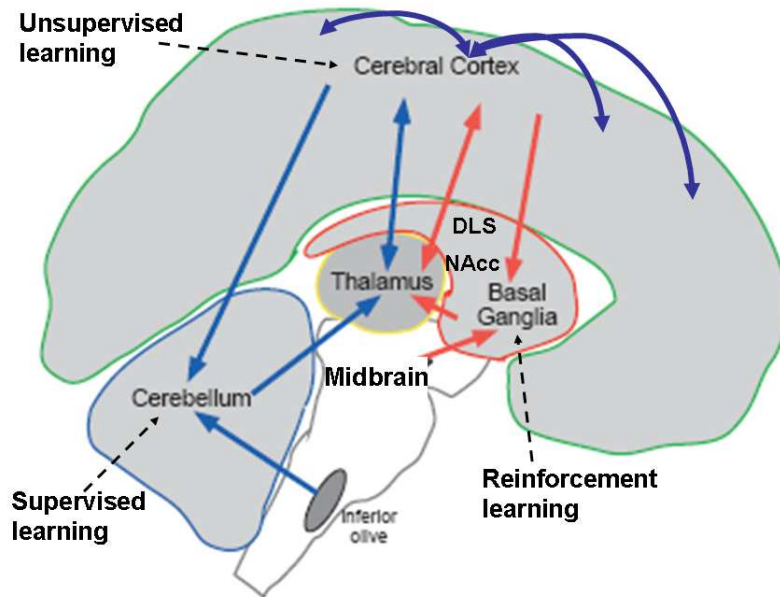 Unsupervised
learning
Cerebral Cortex
DLS
NAcc
Thalamus
Basal
Ganglia
Midbrain
Cerebellum
Reinforcement
learning
Supervised
learning
Inferior
olive